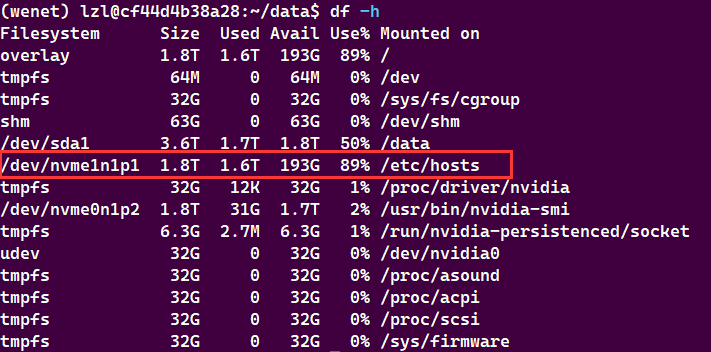 (wenet) lzl@cf44d4b38a28:~/data$ df -h
Filesystem      Size  Used Avail Use% Mounted on
overlay         1.8T  1.6T  193G  89% /
tmpfs            64M     0   64M   0% /dev
tmpfs            32G     0   32G   0% /sys/fs/cgroup
shm              63G     0   63G   0% /dev/shm
/dev/sda1       3.6T  1.7T  1.8T  50% /data
/dev/nvme1n1p1  1.8T  1.6T  193G  89% /etc/hosts
tmpfs            32G   12K   32G   1% /proc/driver/nvidia
/dev/nvme0n1p2  1.8T   31G  1.7T   2% /usr/bin/nvidia-smi
tmpfs           6.3G  2.7M  6.3G   1% /run/nvidia-persistenced/socket
udev             32G     0   32G   0% /dev/nvidia0
tmpfs            32G     0   32G   0% /proc/asound
tmpfs            32G     0   32G   0% /proc/acpi
tmpfs            32G     0   32G   0% /proc/scsi
tmpfs            32G     0   32G   0% /sys/firmware